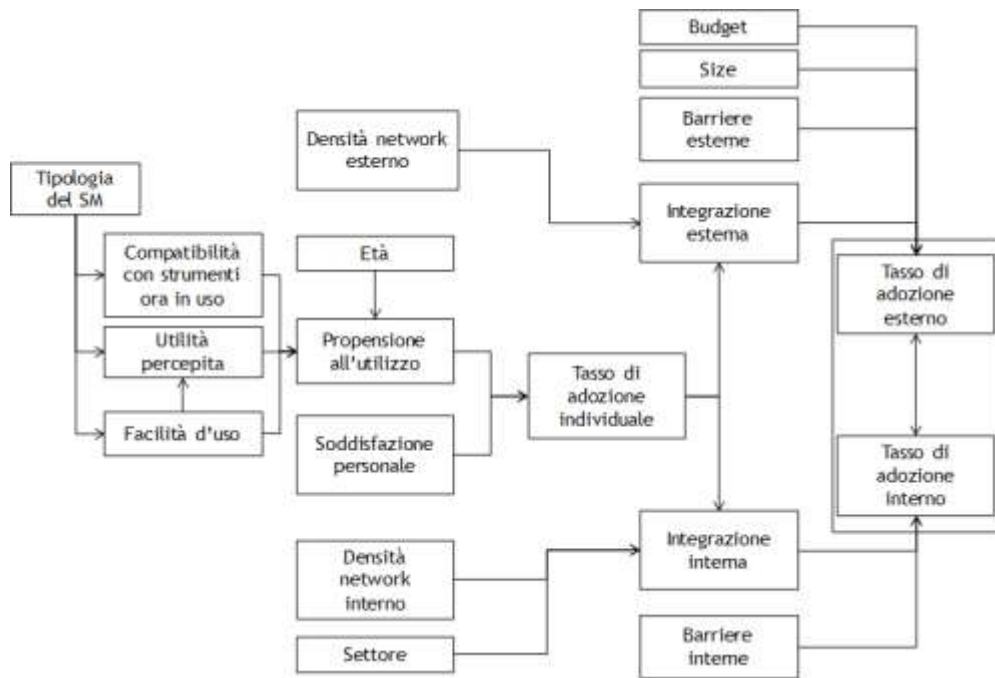 Budget
Size
Barriere
esterne
Densità network
esterno
Tipologia
del SM
Integrazione
esterna
Compatibilità
con strumenti
ora in uso
Età
Tasso di
adozione
esterno
Utilità
percepita
Propensione
all'utilizzo
Tasso di
adozione
individuale
Facilità d'uso
Soddisfazione
personale
Tasso di
adozione
interno
Integrazione
interna
Densità
network
interno
Settore
Barriere
interne